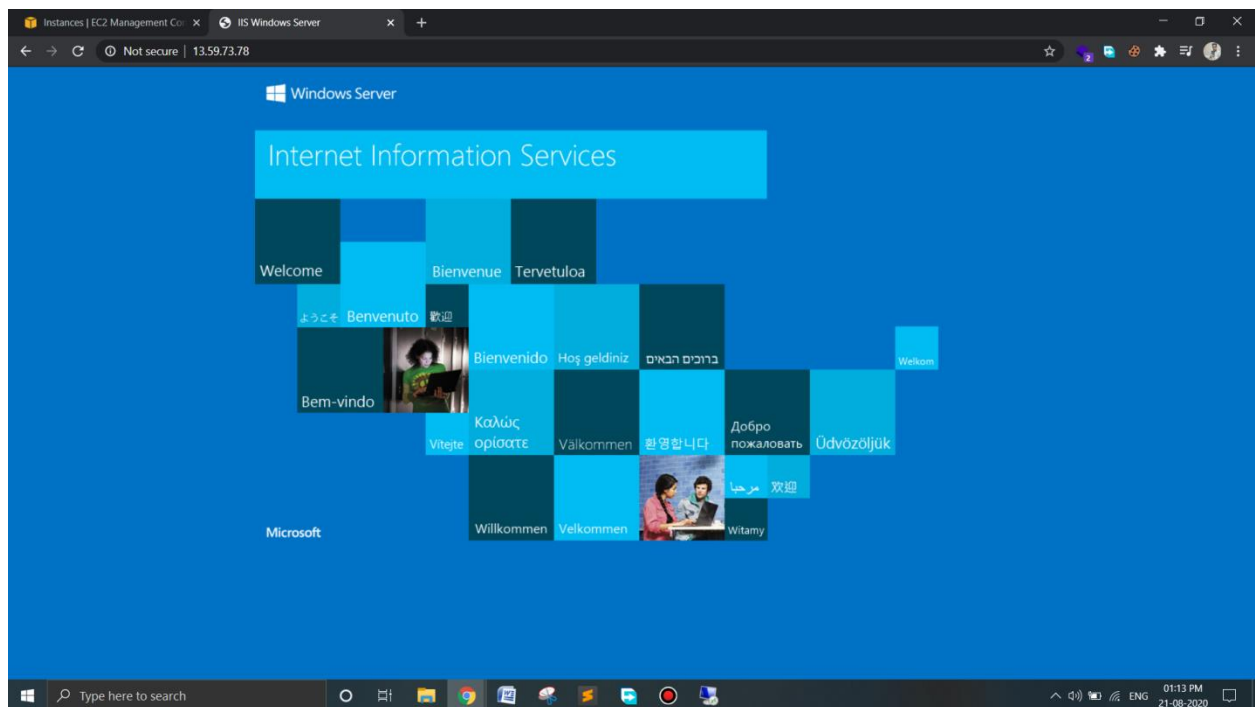 Instances | EC2 Management Con
IIS Windows Server
Not secure | 13.59.73.78
2
Windows Server
Internet Information Services
Welcome
Bienvenue
Tervetuloa
ようこそ
Benvenuto
歡迎
Bienvenido
Hoş geldiniz
ברוכים הבאים
Welkom
Bem-vindo
Vítejte
Καλώς
ορίσατε
Välkommen
환영합니다
Добро
пожаловать
Üdvözöljük
مرحبا
欢迎
Microsoft
Willkommen
Velkommen
Witamy
Type here to search
ENG
01:13 PM
21-08-2020